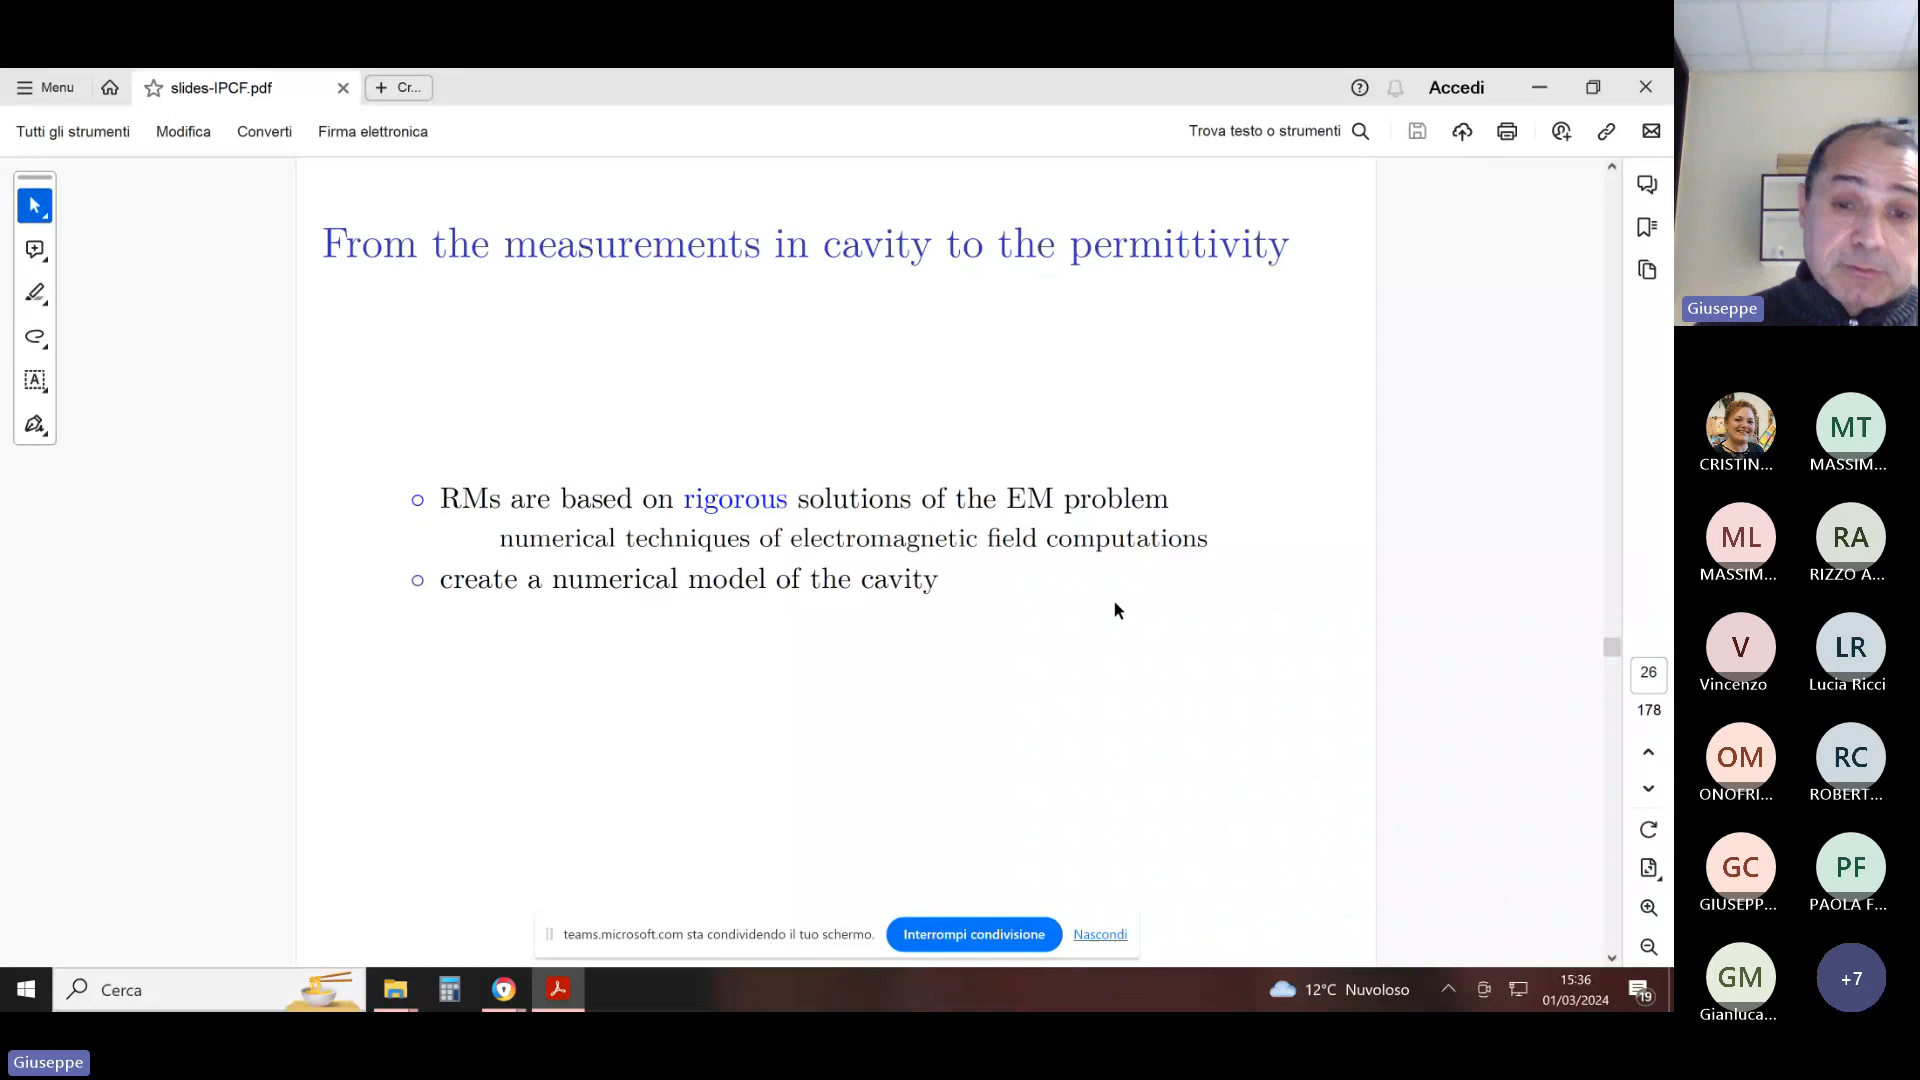 Menu
slides-IPCF.pdf
Cr...
Accedi
Tutti gli strumenti
Modifica
Converti
Firma elettronica
Trova testo o strumenti
From the measurements in cavity to the permittivity
RMs are based on rigorous solutions of the EM problem
numerical techniques of electromagnetic field computations
create a numerical model of the cavity
26
178
teams.microsoft.com sta condividendo il tuo schermo.
Interrompi condivisione
Nascondi
Cerca
12°C Nuvoloso
15:36
01/03/2024
19
Giuseppe
Giuseppe
CRISTIN...
MT
MASSIM...
ML
MASSIM...
RA
RIZZO A...
V
Vincenzo
LR
Lucia Ricci
OM
ONOFRI...
RC
ROBERT...
GC
GIUSEPP...
PF
PAOLA F...
GM
Gianluca...
+7